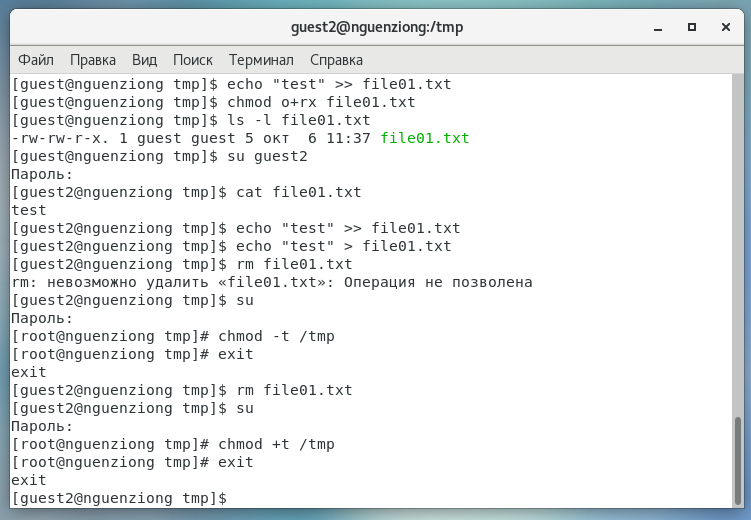 guest2@nguenziong:/tmp
Файл Правка Вид Поиск Терминал Справка
[guest@nguenziong tmp]$ echo "test" >> file01.txt
[guest@nguenziong tmp]$ chmod o+rx file01.txt
[guest@nguenziong tmp]$ ls -l file01.txt
-rw-rw-r-x. 1 guest guest 5 окт  6 11:37 file01.txt
[guest@nguenziong tmp]$ su guest2
Пароль:
[guest2@nguenziong tmp]$ cat file01.txt
test
[guest2@nguenziong tmp]$ echo "test" >> file01.txt
[guest2@nguenziong tmp]$ echo "test" > file01.txt
[guest2@nguenziong tmp]$ rm file01.txt
rm: невозможно удалить «file01.txt»: Операция не позволена
[guest2@nguenziong tmp]$ su
Пароль:
[root@nguenziong tmp]# chmod -t /tmp
[root@nguenziong tmp]# exit
exit
[guest2@nguenziong tmp]$ rm file01.txt
[guest2@nguenziong tmp]$ su
Пароль:
[root@nguenziong tmp]# chmod +t /tmp
[root@nguenziong tmp]# exit
exit
[guest2@nguenziong tmp]$